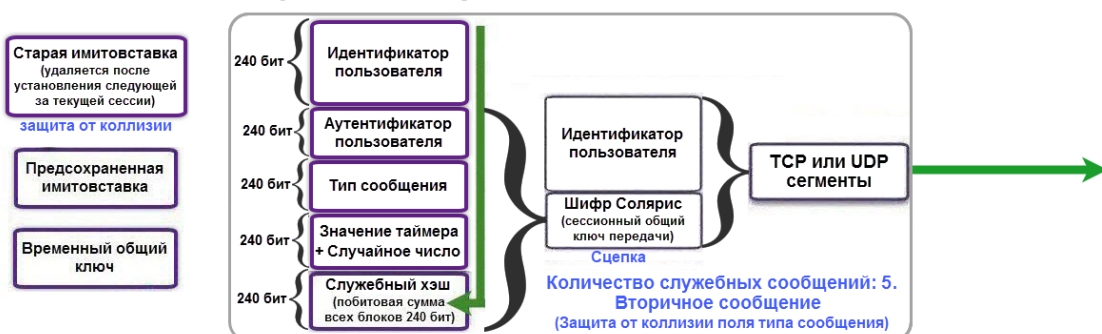 Старая имитовставка
(удаляется после
установления следующей
за текущей сессии)
защита от коллизии
Предсохраненная
имитовставка
Временный общий
ключ
240 бит
Идентификатор
пользователя
240 бит
Аутентификатор
пользователя
240 бит
Тип сообщения
240 бит
Значение таймера
+ Случайное число
240 бит
Служебный хэш
(побитовая сумма
всех блоков 240 бит)
Идентификатор
пользователя
Шифр Солярис
(сессионный общий
ключ передачи)
Сцепка
TCP или UDP
сегменты
Количество служебных сообщений: 5.
Вторичное сообщение
(Защита от коллизии поля типа сообщения)